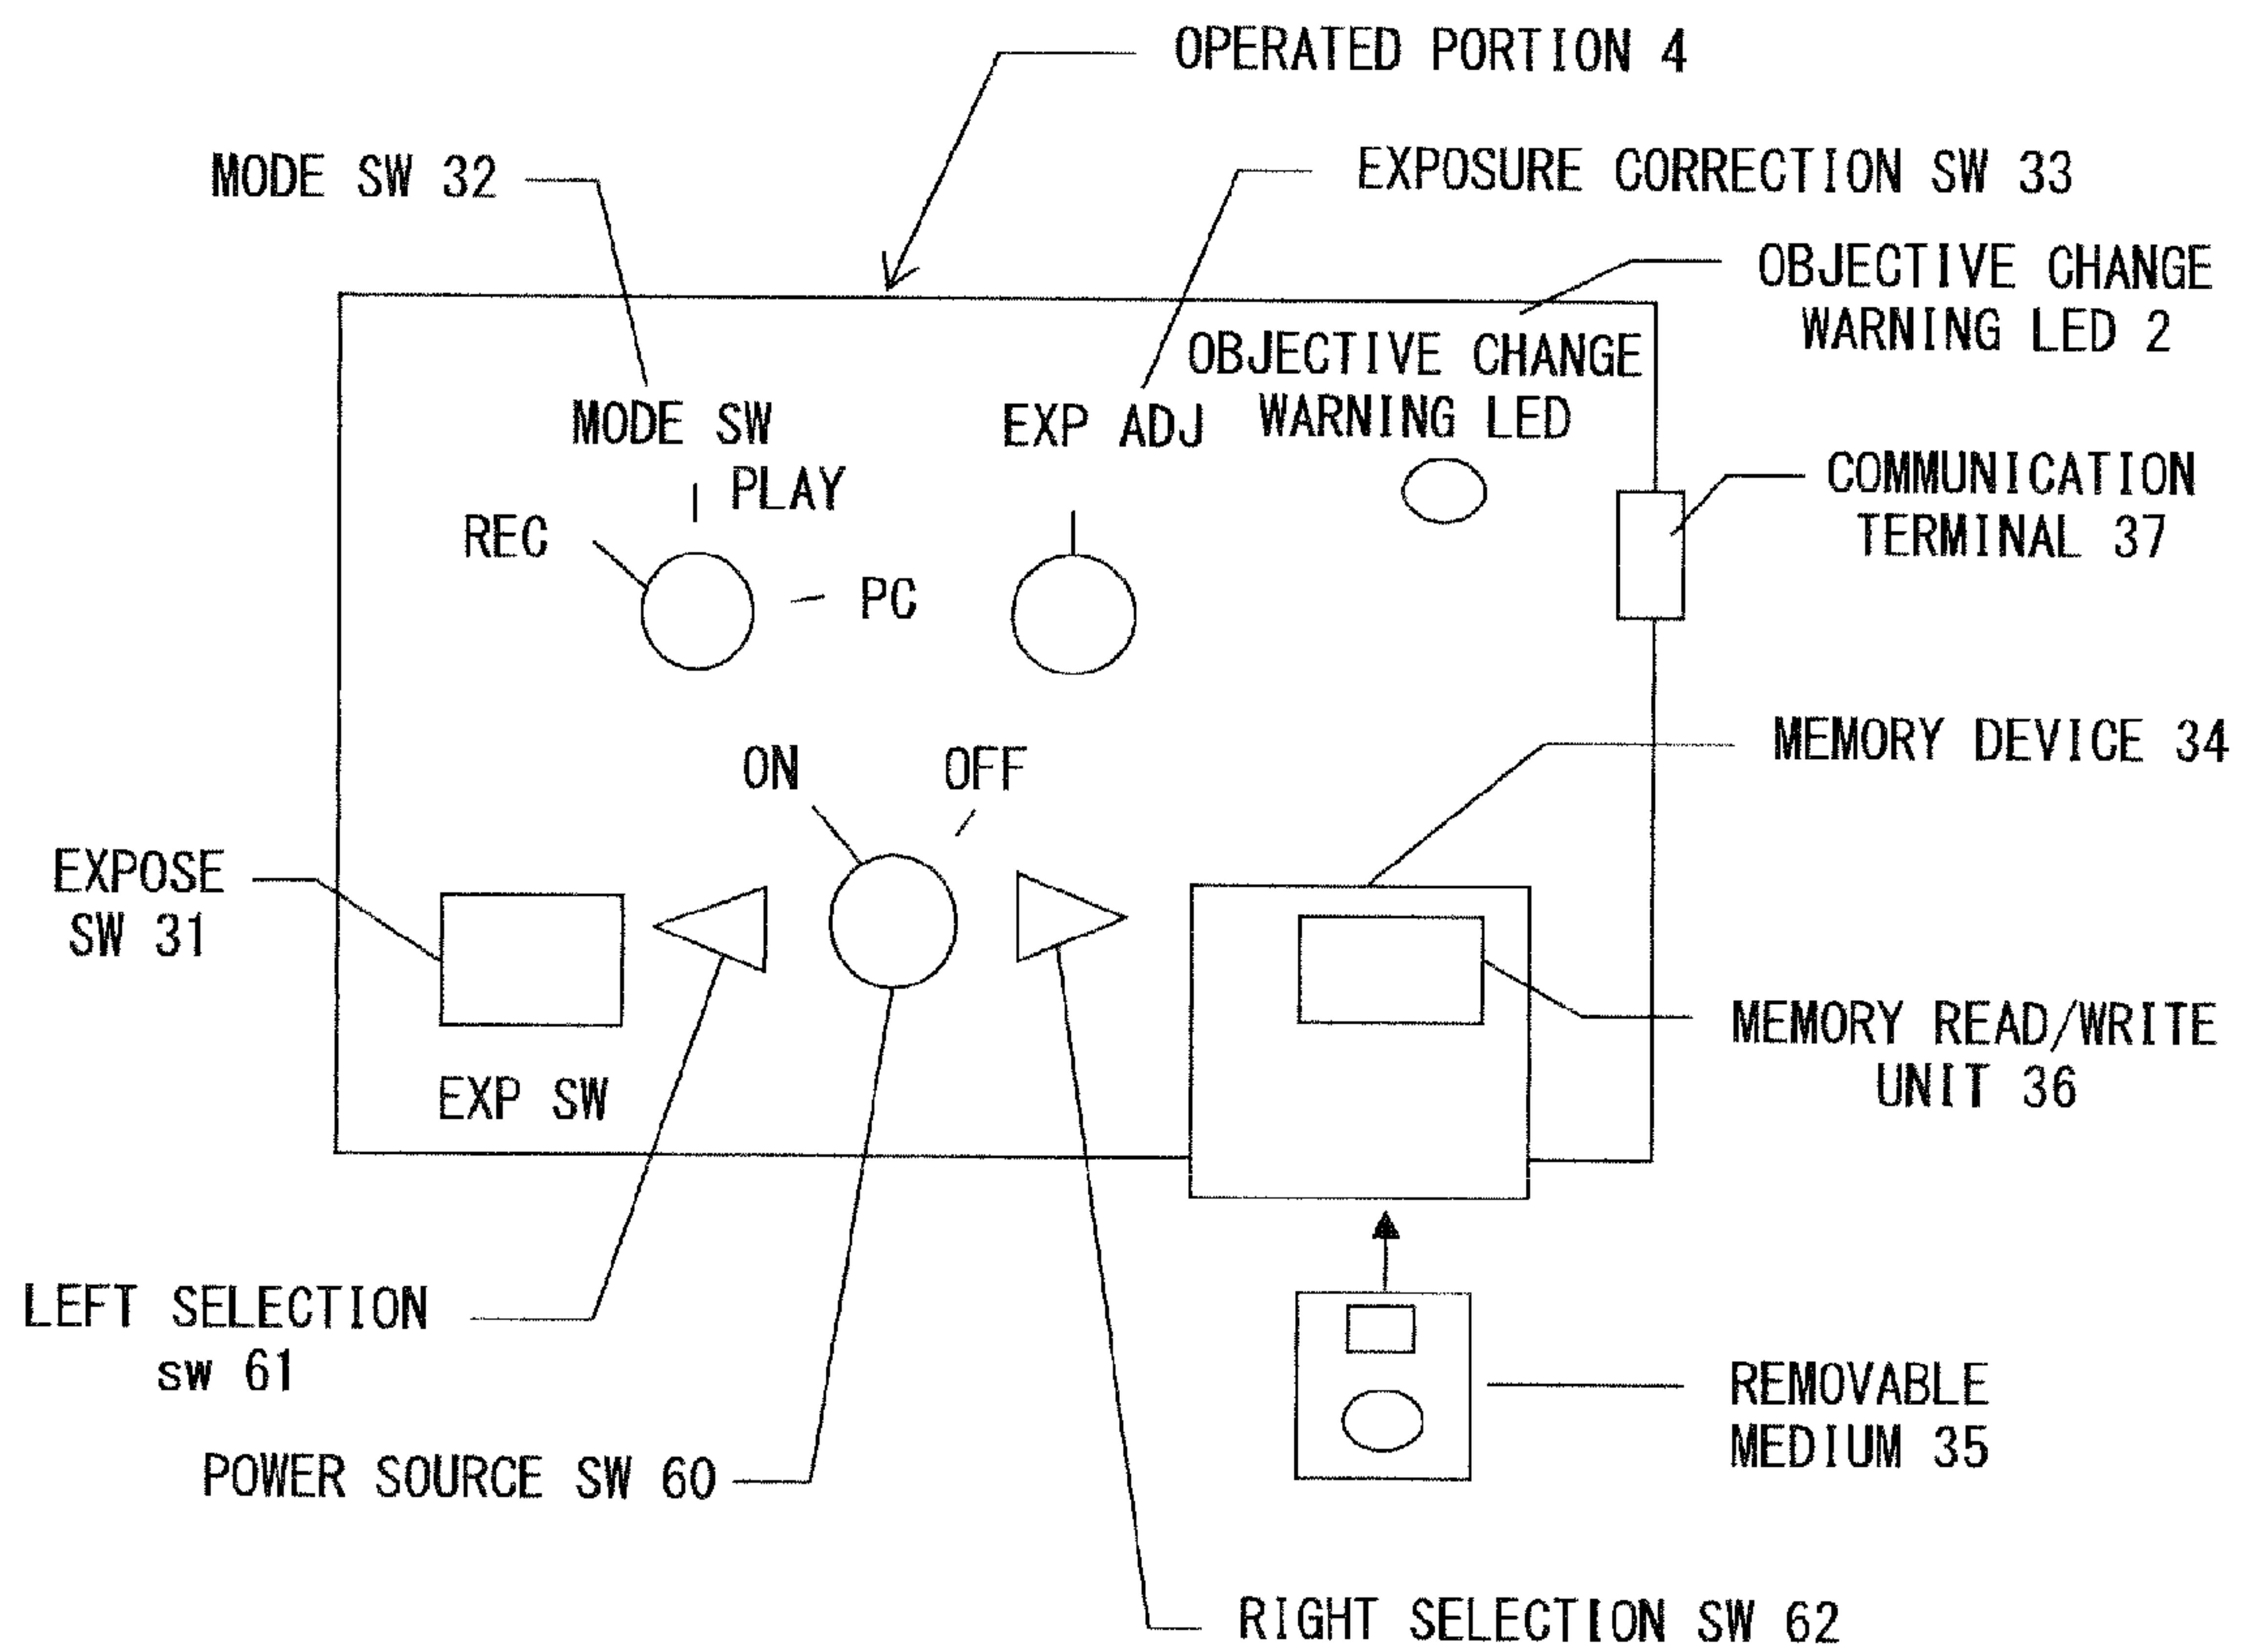 OPERATED PORTION 4
MODE SW 32
EXPOSURE CORRECTION SW 33
OBJECTIVE CHANGE
WARNING LED 2
OBJECTIVE CHANGE
WARNING LED
MODE SW
EXP ADJ
PLAY
REC
PC
COMMUNICATION
TERMINAL 37
MEMORY DEVICE 34
ON
OFF
EXPOSE
SW 31
EXP SW
MEMORY READ/WRITE
UNIT 36
LEFT SELECTION
sw 61
REMOVABLE
MEDIUM 35
POWER SOURCE SW 60
RIGHT SELECTION SW 62